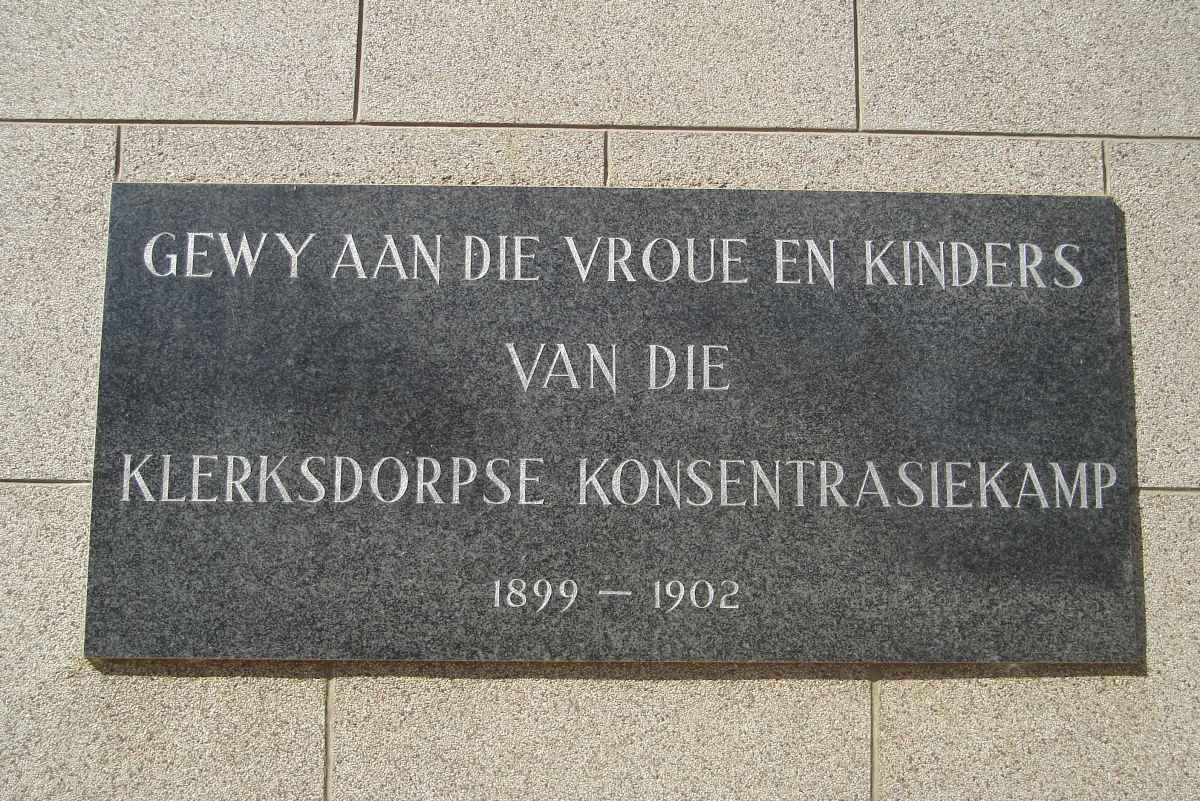 GEWY AAN DIE VROUE EN KINDERS
VAN DIE
KLERKSDORPSE KONSENTRASIEKAMP
1899 – 1902